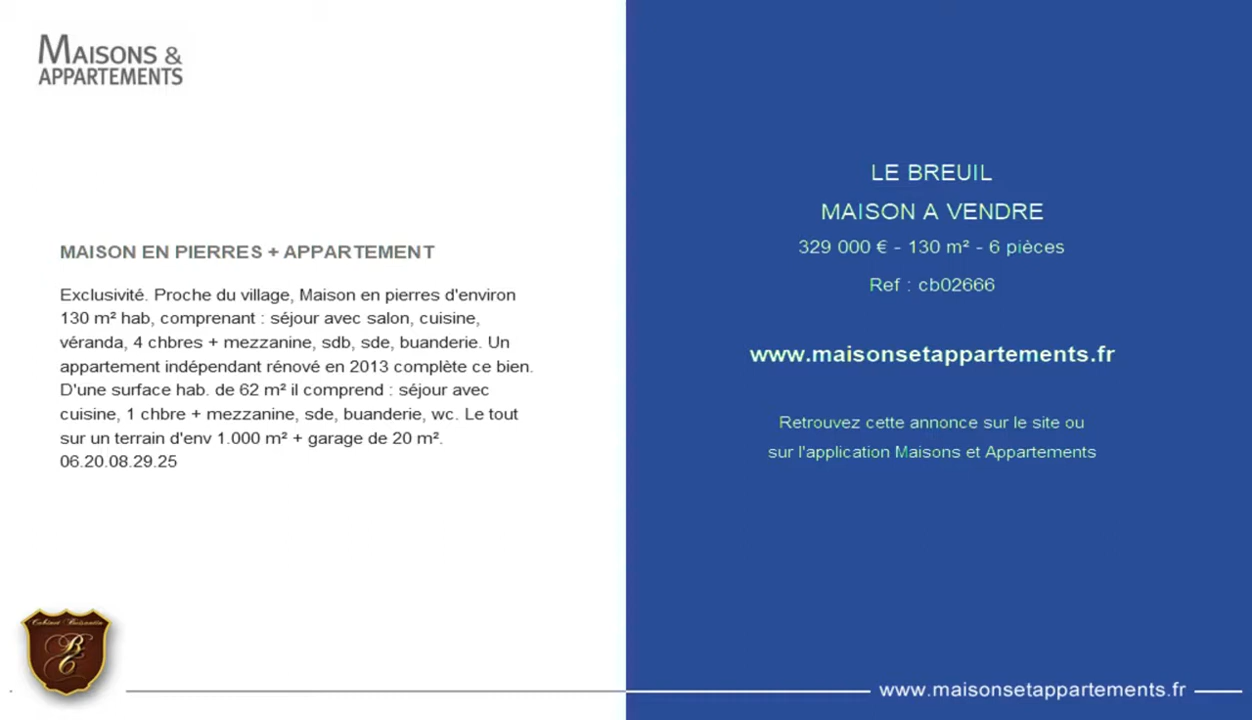 MAISONS &
APPARTEMENTS
MAISON EN PIERRES + APPARTEMENT
Exclusivité. Proche du village, Maison en pierres d'environ
130 m² hab, comprenant : séjour avec salon, cuisine,
véranda, 4 chbres + mezzanine, sdb, sde, buanderie. Un
appartement indépendant rénové en 2013 complète ce bien.
D'une surface hab. de 62 m² il comprend : séjour avec
cuisine, 1 chbre + mezzanine, sde, buanderie, wc. Le tout
sur un terrain d'env 1.000 m² + garage de 20 m².
06.20.08.29.25
LE BREUIL
MAISON A VENDRE
329 000 € - 130 m² - 6 pièces
Ref : cb02666
www.maisonsetappartements.fr
Retrouvez cette annonce sur le site ou
sur l'application Maisons et Appartements
Cabinet
www.maisonsetappartements.fr